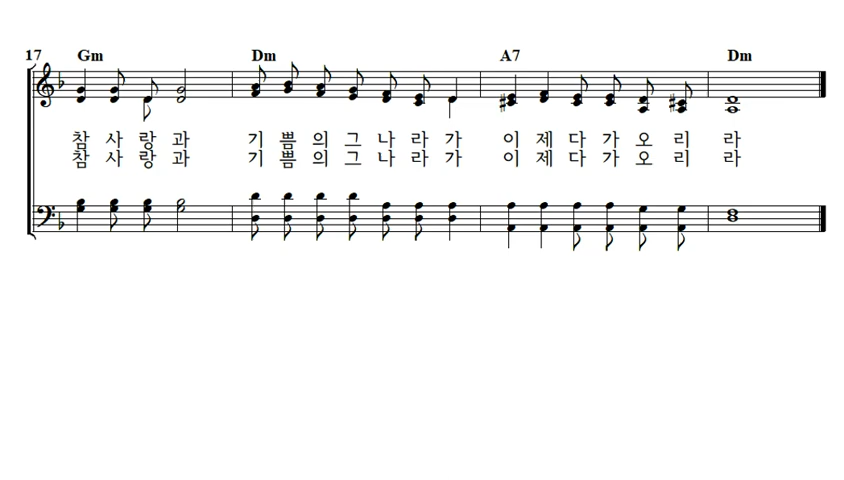 17 Gm Dm A7 Dm
참 사 랑 과 기 쁨 의 그 나 라 가 이 제 다 가 오 리 라
참 사 랑 과 기 쁨 의 그 나 라 가 이 제 다 가 오 리 라